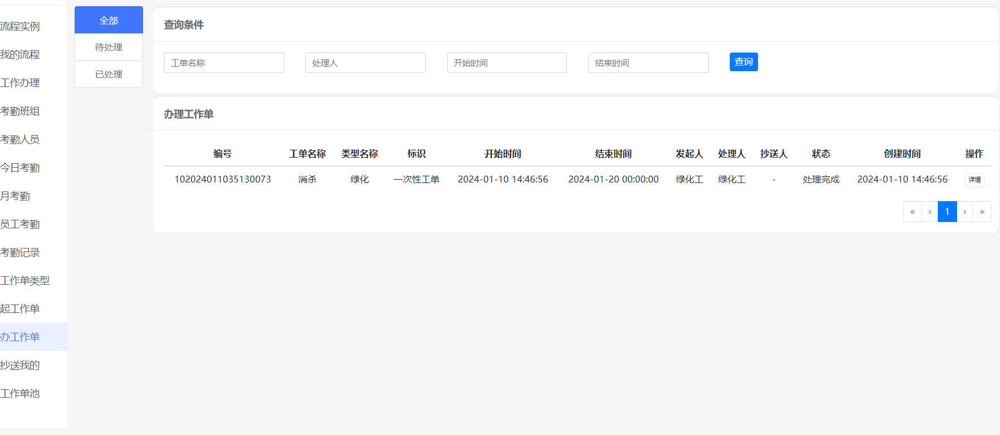 流程实例
我的流程
工作办理
考勤班组
考勤人员
今日考勤
月考勤
员工考勤
考勤记录
工作单类型
起工作单
办工作单
抄送我的
工作单池
全部
待处理
已处理
查询条件
工单名称 处理人 开始时间 结束时间 查询
办理工作单
编号 工单名称 类型名称 标识 开始时间 结束时间 发起人 处理人 抄送人 状态 创建时间 操作
102024011035130073 消杀 绿化 一次性工单 2024-01-10 14:46:56 2024-01-20 00:00:00 绿化工 绿化工 - 处理完成 2024-01-10 14:46:56 详情
« ‹ 1 › »